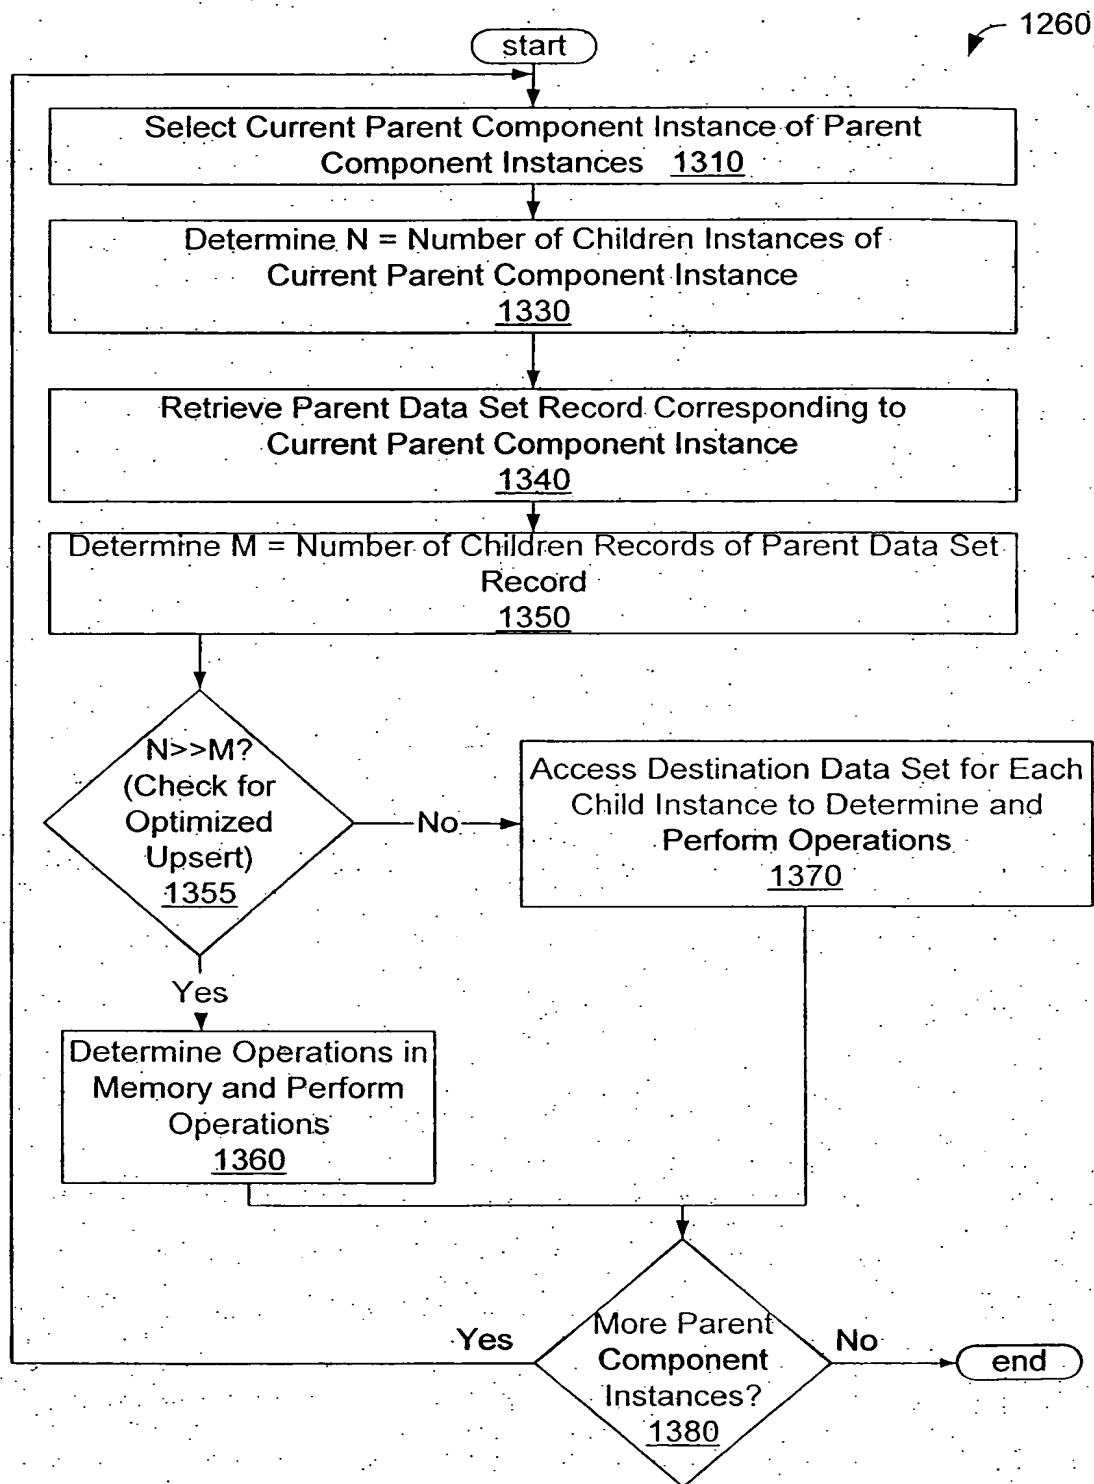 1260
start
Select Current Parent Component Instance of Parent
Component Instances 1310
Determine N = Number of Children Instances of
Current Parent Component Instance
1330
Retrieve Parent Data Set Record Corresponding to
Current Parent Component Instance
1340
Determine M = Number of Children Records of Parent Data Set
Record
1350
N>>M?
(Check for
Optimized
Upsert)
1355
No
Access Destination Data Set for Each
Child Instance to Determine and
Perform Operations
1370
Yes
Determine Operations in
Memory and Perform
Operations
1360
More Parent
Component
Instances?
1380
Yes
No
end